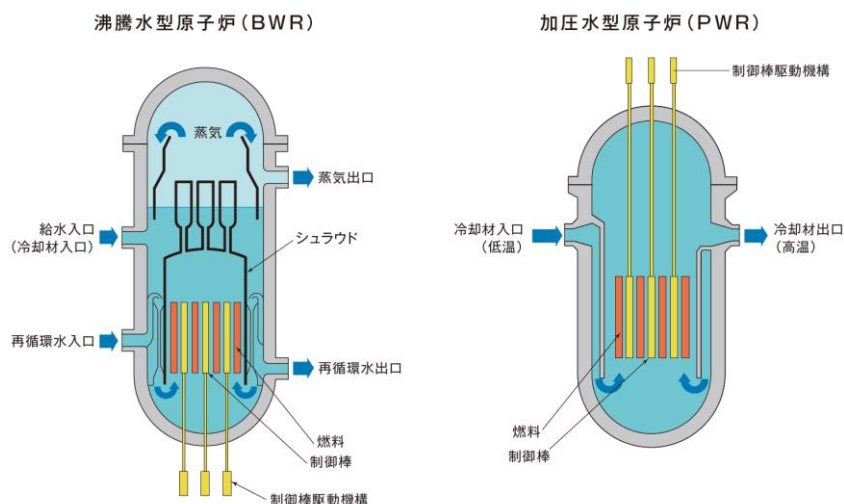 沸騰水型原子炉(BWR)
蒸気
蒸気出口
給水入口
(冷却材入口)
シュラウド
再循環水入口
再循環水出口
燃料
制御棒
制御棒駆動機構
加圧水型原子炉(PWR)
制御棒駆動機構
冷却材入口
(低温)
冷却材出口
(高温)
燃料
制御棒